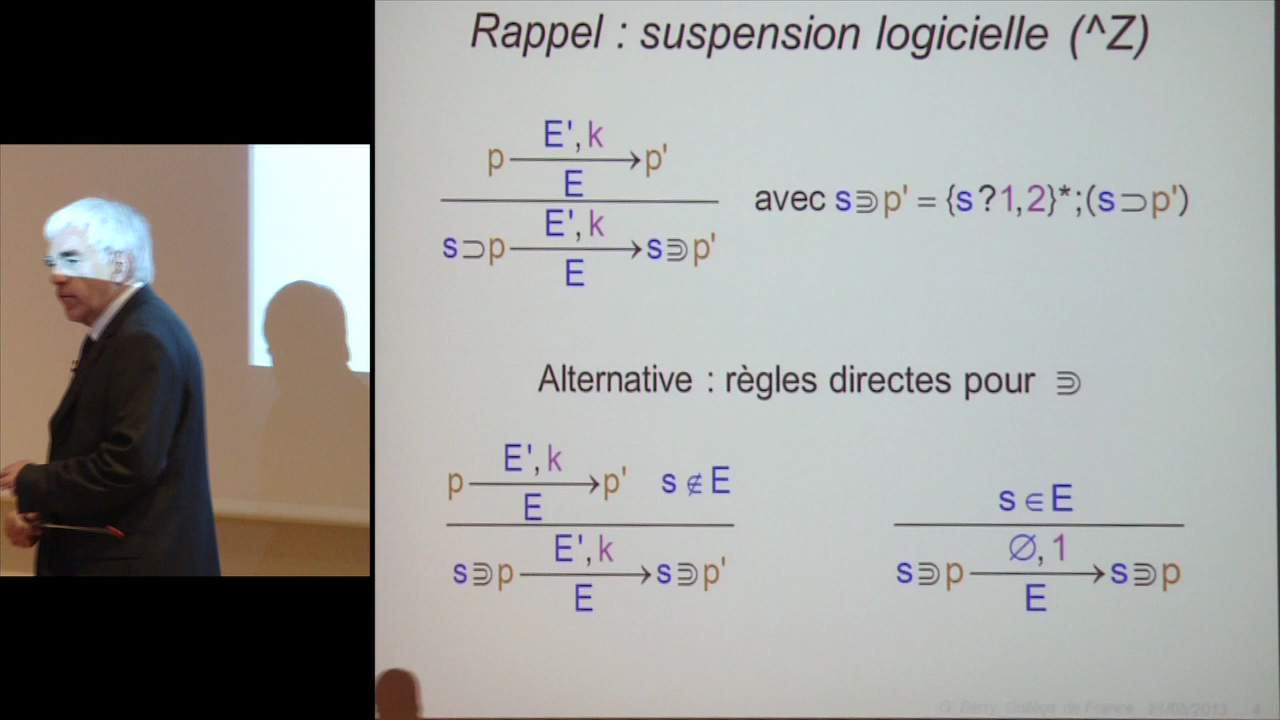 Rappel : suspension logicielle (^Z)
E', k
p ⟶ p'
E
avec s⋑p' = {s ?1,2}*;(s⊃p')
E', k
s⊃p ⟶ s⋑p'
E
Alternative : règles directes pour ⋑
E', k
p ⟶ p' s ∉ E
E
E', k
s⋑p ⟶ s⋑p'
E
s ∈ E
∅, 1
s⋑p ⟶ s⋑p
E
G. Berry, Collège de France 21/05/2013 4